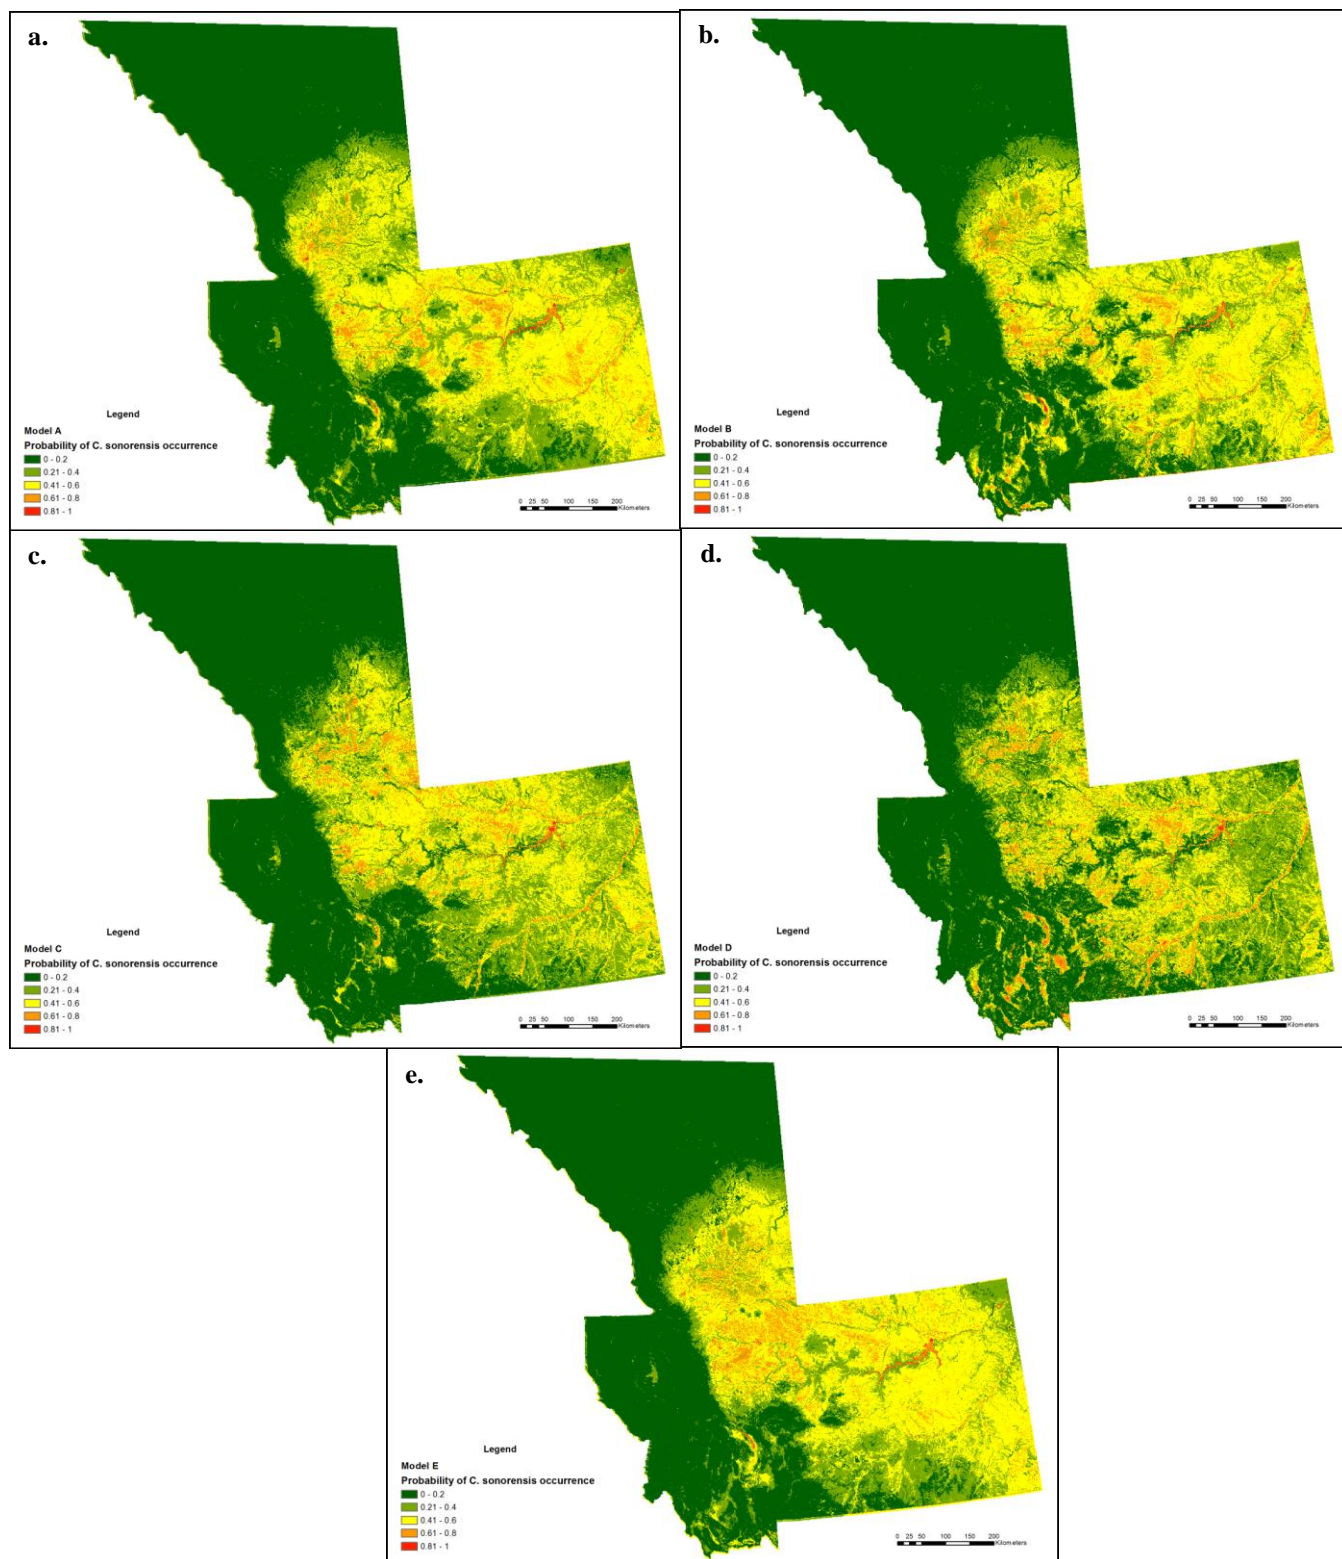 a.
Legend
Model A
Probability of C. sonorensis occurrence
0 - 0.2
0.21 - 0.4
0.41 - 0.6
0.61 - 0.8
0.81 - 1
0 25 50 100 150 200
Kilometers
b.
Legend
Model B
Probability of C. sonorensis occurrence
0 - 0.2
0.21 - 0.4
0.41 - 0.6
0.61 - 0.8
0.81 - 1
0 25 50 100 150 200
Kilometers
c.
Legend
Model C
Probability of C. sonorensis occurrence
0 - 0.2
0.21 - 0.4
0.41 - 0.6
0.61 - 0.8
0.81 - 1
0 25 50 100 150 200
Kilometers
d.
Legend
Model D
Probability of C. sonorensis occurrence
0 - 0.2
0.21 - 0.4
0.41 - 0.6
0.61 - 0.8
0.81 - 1
0 25 50 100 150 200
Kilometers
e.
Legend
Model E
Probability of C. sonorensis occurrence
0 - 0.2
0.21 - 0.4
0.41 - 0.6
0.61 - 0.8
0.81 - 1
0 25 50 100 150 200
Kilometers